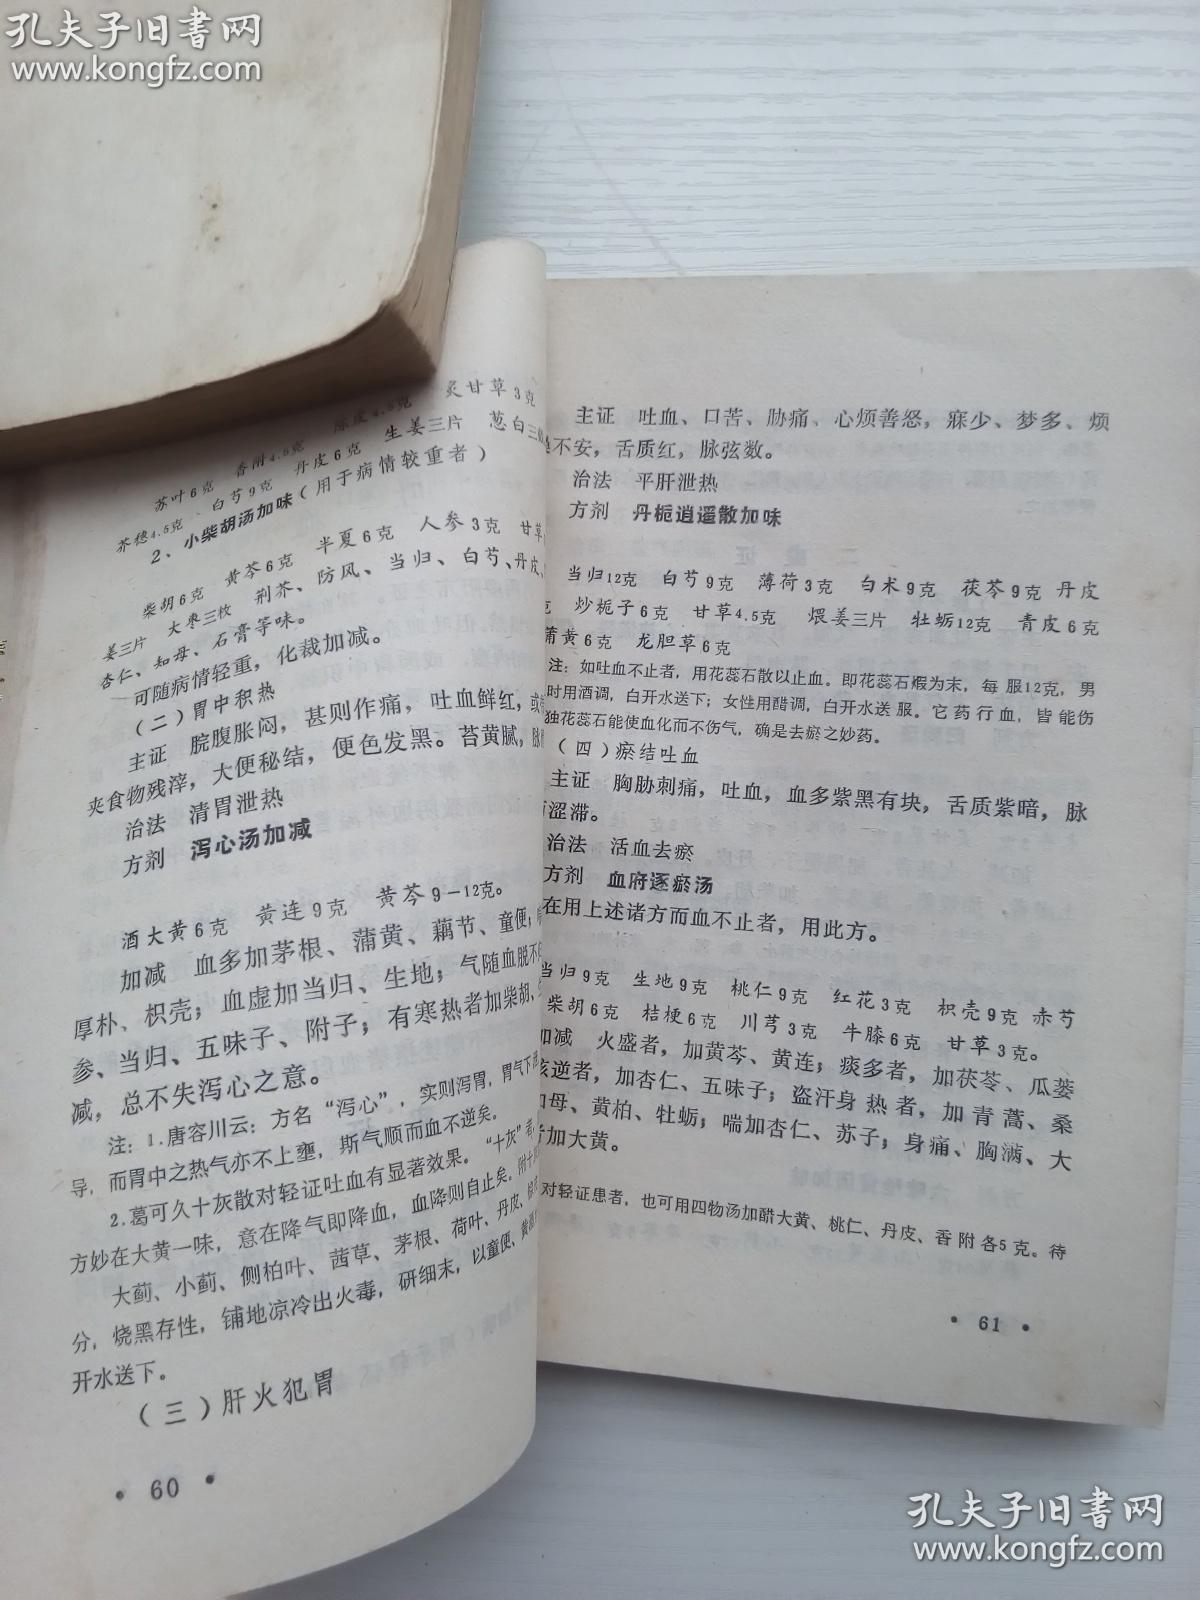 孔夫子旧书网
www.kongfz.com
炙甘草3克
苏叶6克 香附4.5克 陈皮4.5克
芥穗4.5克 白芍9克 丹皮6克 生姜三片 葱白三
2、小柴胡汤加味（用于病情较重者）
柴胡6克 黄芩6克 半夏6克 人参3克 甘草
姜三片 大枣三枚 荆芥、防风、当归、白芍、丹皮、
杏仁、知母、石膏等味。
可随病情轻重，化裁加减。
（二）胃中积热
主证 脘腹胀闷，甚则作痛，吐血鲜红，或
夹食物残滓，大便秘结，便色发黑。苔黄腻，脉
治法 清胃泄热
方剂 泻心汤加减
酒大黄6克 黄连9克 黄芩9-12克。
加减 血多加茅根、蒲黄、藕节、童便，
厚朴、枳壳；血虚加当归、生地；气随血脱不
参、当归、五味子、附子；有寒热者加柴胡、
减，总不失泻心之意。
注：1.唐容川云：方名“泻心”，实则泻胃，胃气下
导，而胃中之热气亦不上壅，斯气顺而血不逆矣。
2.葛可久十灰散对轻证吐血有显著效果。“十灰”
方妙在大黄一味，意在降气即降血，血降则自止矣。附十
大蓟、小蓟、侧柏叶、茜草、茅根、荷叶、丹皮、
分，烧黑存性，铺地凉冷出火毒，研细末，以童便、
开水送下。
（三）肝火犯胃
• 60 •
主证 吐血、口苦、胁痛、心烦善怒，寐少、梦多、烦
不安，舌质红，脉弦数。
治法 平肝泄热
方剂 丹栀逍遥散加味
当归12克 白芍9克 薄荷3克 白术9克 茯苓9克 丹皮
炒栀子6克 甘草4.5克 煨姜三片 牡蛎12克 青皮6克
蒲黄6克 龙胆草6克
注：如吐血不止者，用花蕊石散以止血。即花蕊石煅为末，每服12克，男
时用酒调，白开水送下；女性用醋调，白开水送服。它药行血，皆能伤
独花蕊石能使血化而不伤气，确是去瘀之妙药。
（四）瘀结吐血
主证 胸胁刺痛，吐血，血多紫黑有块，舌质紫暗，脉
涩滞。
治法 活血去瘀
方剂 血府逐瘀汤
在用上述诸方而血不止者，用此方。
当归9克 生地9克 桃仁9克 红花3克 枳壳9克 赤芍
柴胡6克 桔梗6克 川芎3克 牛膝6克 甘草3克。
加减 火盛者，加黄芩、黄连；痰多者，加茯苓、瓜蒌
咳逆者，加杏仁、五味子；盗汗身热者，加青蒿、桑
知母、黄柏、牡蛎；喘加杏仁、苏子；身痛、胸满、大
加大黄。
对轻证患者，也可用四物汤加醋大黄、桃仁、丹皮、香附各5克。待
• 61 •
孔夫子旧书网
www.kongfz.com